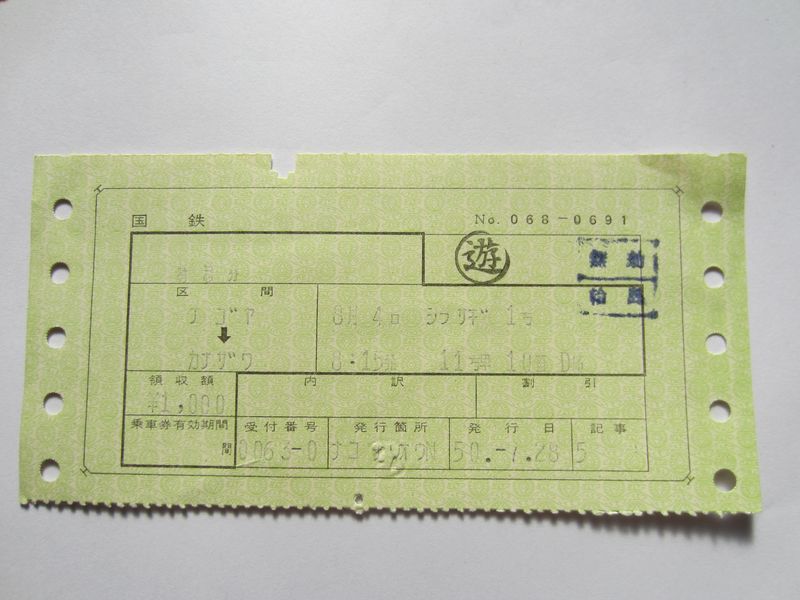 国鉄 No. 068-0691
遊
区間
ナゴヤ 8月4日 シラサギ 1号
カナザワ 8:15発 11号車 10番 D席
領収額 内訳 割引
¥1,000
乗車券有効期間 受付番号 発行箇所 発行日 記事
間 0063-0 50.-7.28 5